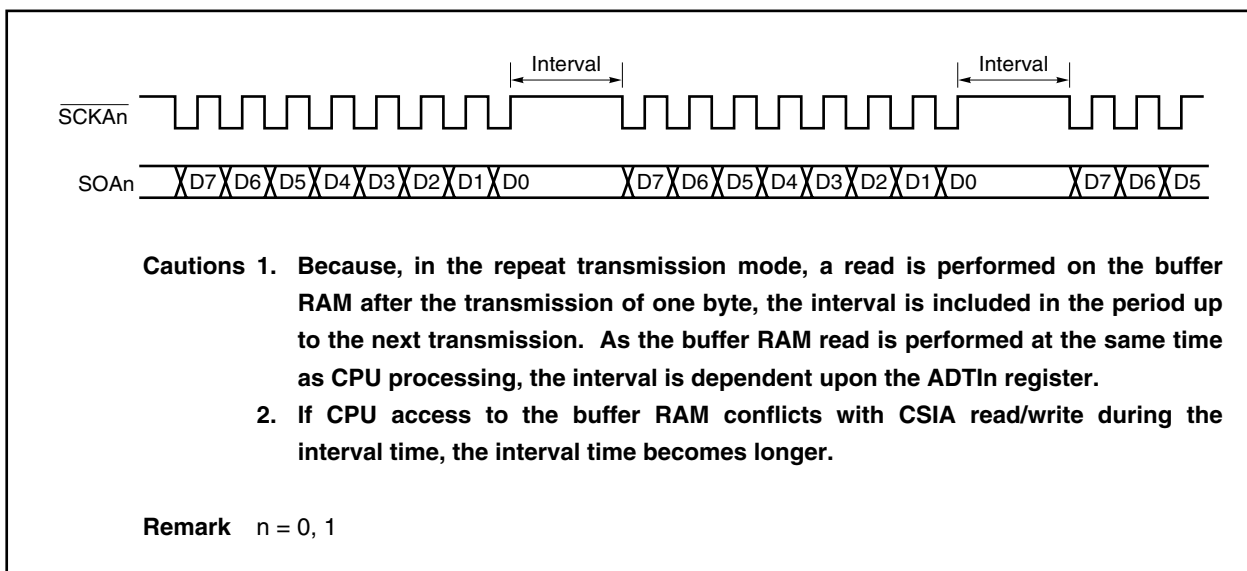 Interval Interval
SCKAn
SOAn D7 D6 D5 D4 D3 D2 D1 D0 D7 D6 D5 D4 D3 D2 D1 D0 D7 D6 D5
Cautions 1. Because, in the repeat transmission mode, a read is performed on the buffer
RAM after the transmission of one byte, the interval is included in the period up
to the next transmission. As the buffer RAM read is performed at the same time
as CPU processing, the interval is dependent upon the ADTIn register.
2. If CPU access to the buffer RAM conflicts with CSIA read/write during the
interval time, the interval time becomes longer.
Remark n = 0, 1